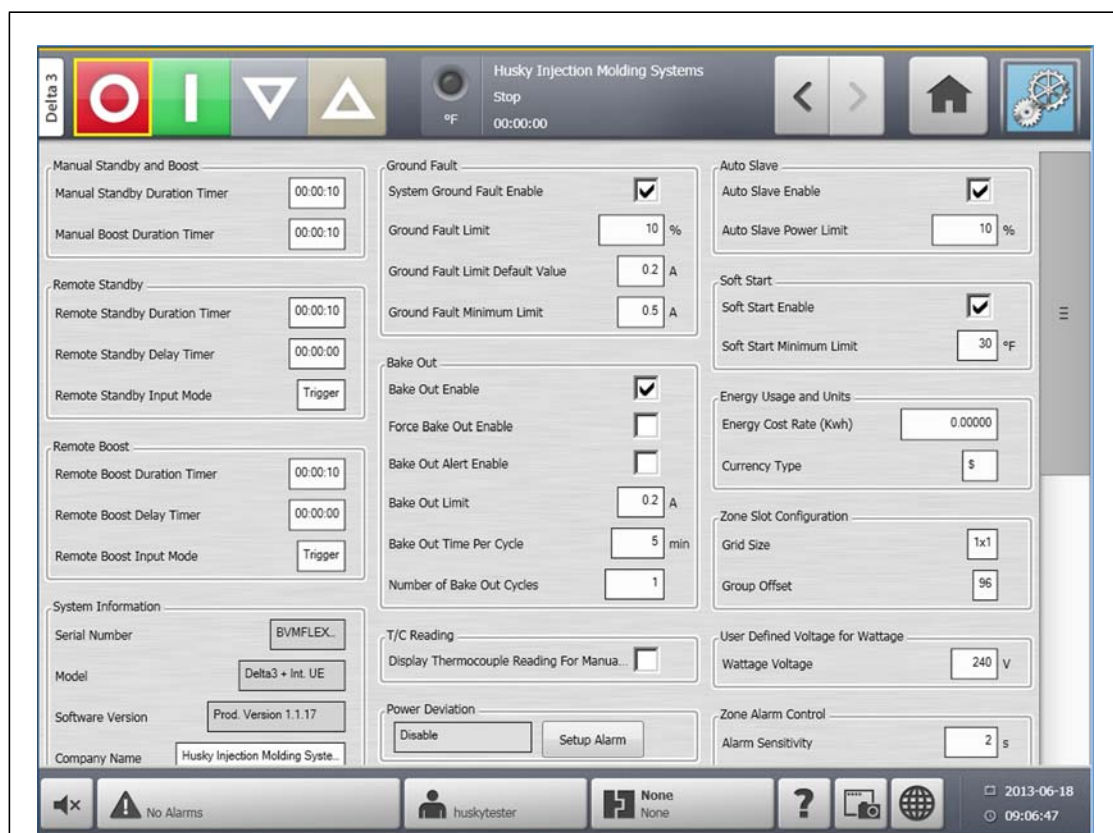 Delta 3
Husky Injection Molding Systems
Stop
°F
00:00:00
Manual Standby and Boost
Manual Standby Duration Timer 00:00:10
Manual Boost Duration Timer 00:00:10
Remote Standby
Remote Standby Duration Timer 00:00:10
Remote Standby Delay Timer 00:00:00
Remote Standby Input Mode Trigger
Remote Boost
Remote Boost Duration Timer 00:00:10
Remote Boost Delay Timer 00:00:00
Remote Boost Input Mode Trigger
System Information
Serial Number BVMFLEX...
Model Delta3 + Int. UE
Software Version Prod. Version 1.1.17
Company Name Husky Injection Molding Syste...
Ground Fault
System Ground Fault Enable
Ground Fault Limit 10 %
Ground Fault Limit Default Value 0.2 A
Ground Fault Minimum Limit 0.5 A
Bake Out
Bake Out Enable
Force Bake Out Enable
Bake Out Alert Enable
Bake Out Limit 0.2 A
Bake Out Time Per Cycle 5 min
Number of Bake Out Cycles 1
T/C Reading
Display Thermocouple Reading For Manua...
Power Deviation
Disable Setup Alarm
Auto Slave
Auto Slave Enable
Auto Slave Power Limit 10 %
Soft Start
Soft Start Enable
Soft Start Minimum Limit 30 °F
Energy Usage and Units
Energy Cost Rate (Kwh) 0.00000
Currency Type $
Zone Slot Configuration
Grid Size 1x1
Group Offset 96
User Defined Voltage for Wattage
Wattage Voltage 240 V
Zone Alarm Control
Alarm Sensitivity 2 s
No Alarms
huskytester
None
None
?
2013-06-18
09:06:47